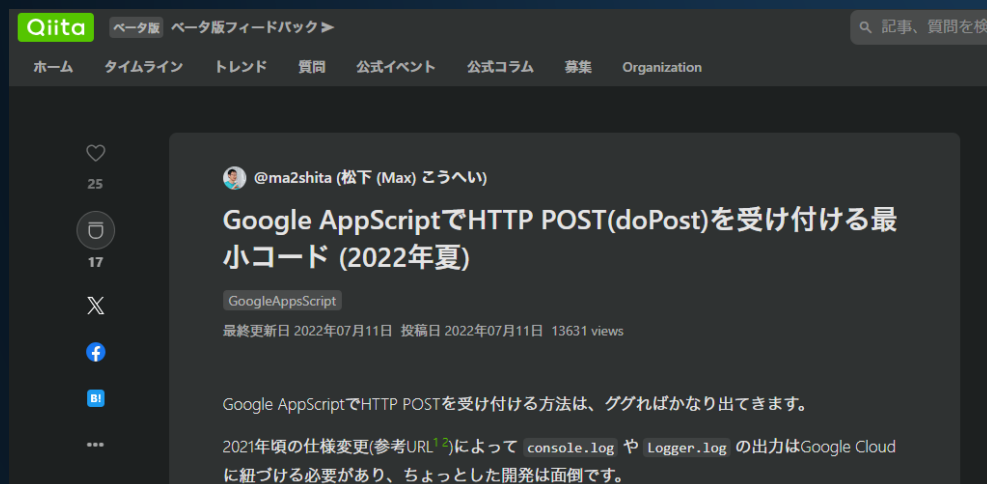 Qiita ベータ版 ベータ版フィードバック 記事、質問を検
ホーム タイムライン トレンド 質問 公式イベント 公式コラム 募集 Organization
25
17
@ma2shita (松下 (Max) こうへい)
Google AppScriptでHTTP POST(doPost)を受け付ける最
小コード (2022年夏)
GoogleAppsScript
最終更新日 2022年07月11日 投稿日 2022年07月11日 13631 views
B!
Google AppScriptでHTTP POSTを受け付ける方法は、ググればかなり出てきます。
2021年頃の仕様変更(参考URL1 2)によって console.log や Logger.log の出力はGoogle Cloud
に紐づける必要があり、ちょっとした開発は面倒です。